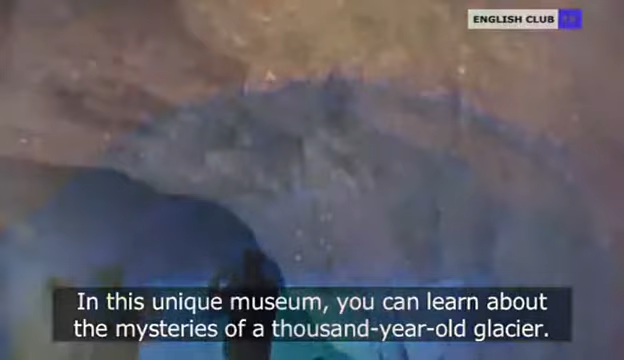 ENGLISH CLUB
In this unique museum, you can learn about
the mysteries of a thousand-year-old glacier.